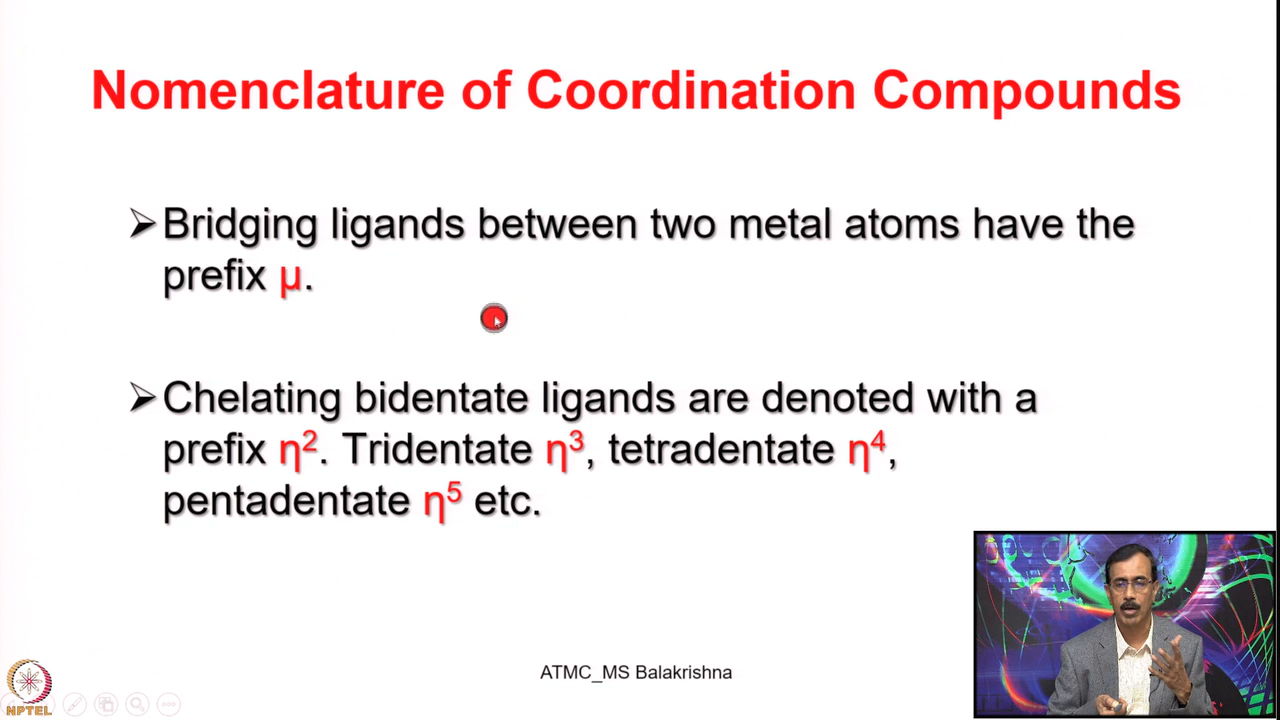 Nomenclature of Coordination Compounds
➢Bridging ligands between two metal atoms have the
prefix μ.
➢Chelating bidentate ligands are denoted with a
prefix η². Tridentate η³, tetradentate η⁴,
pentadentate η⁵ etc.
ATMC_MS Balakrishna
NPTEL